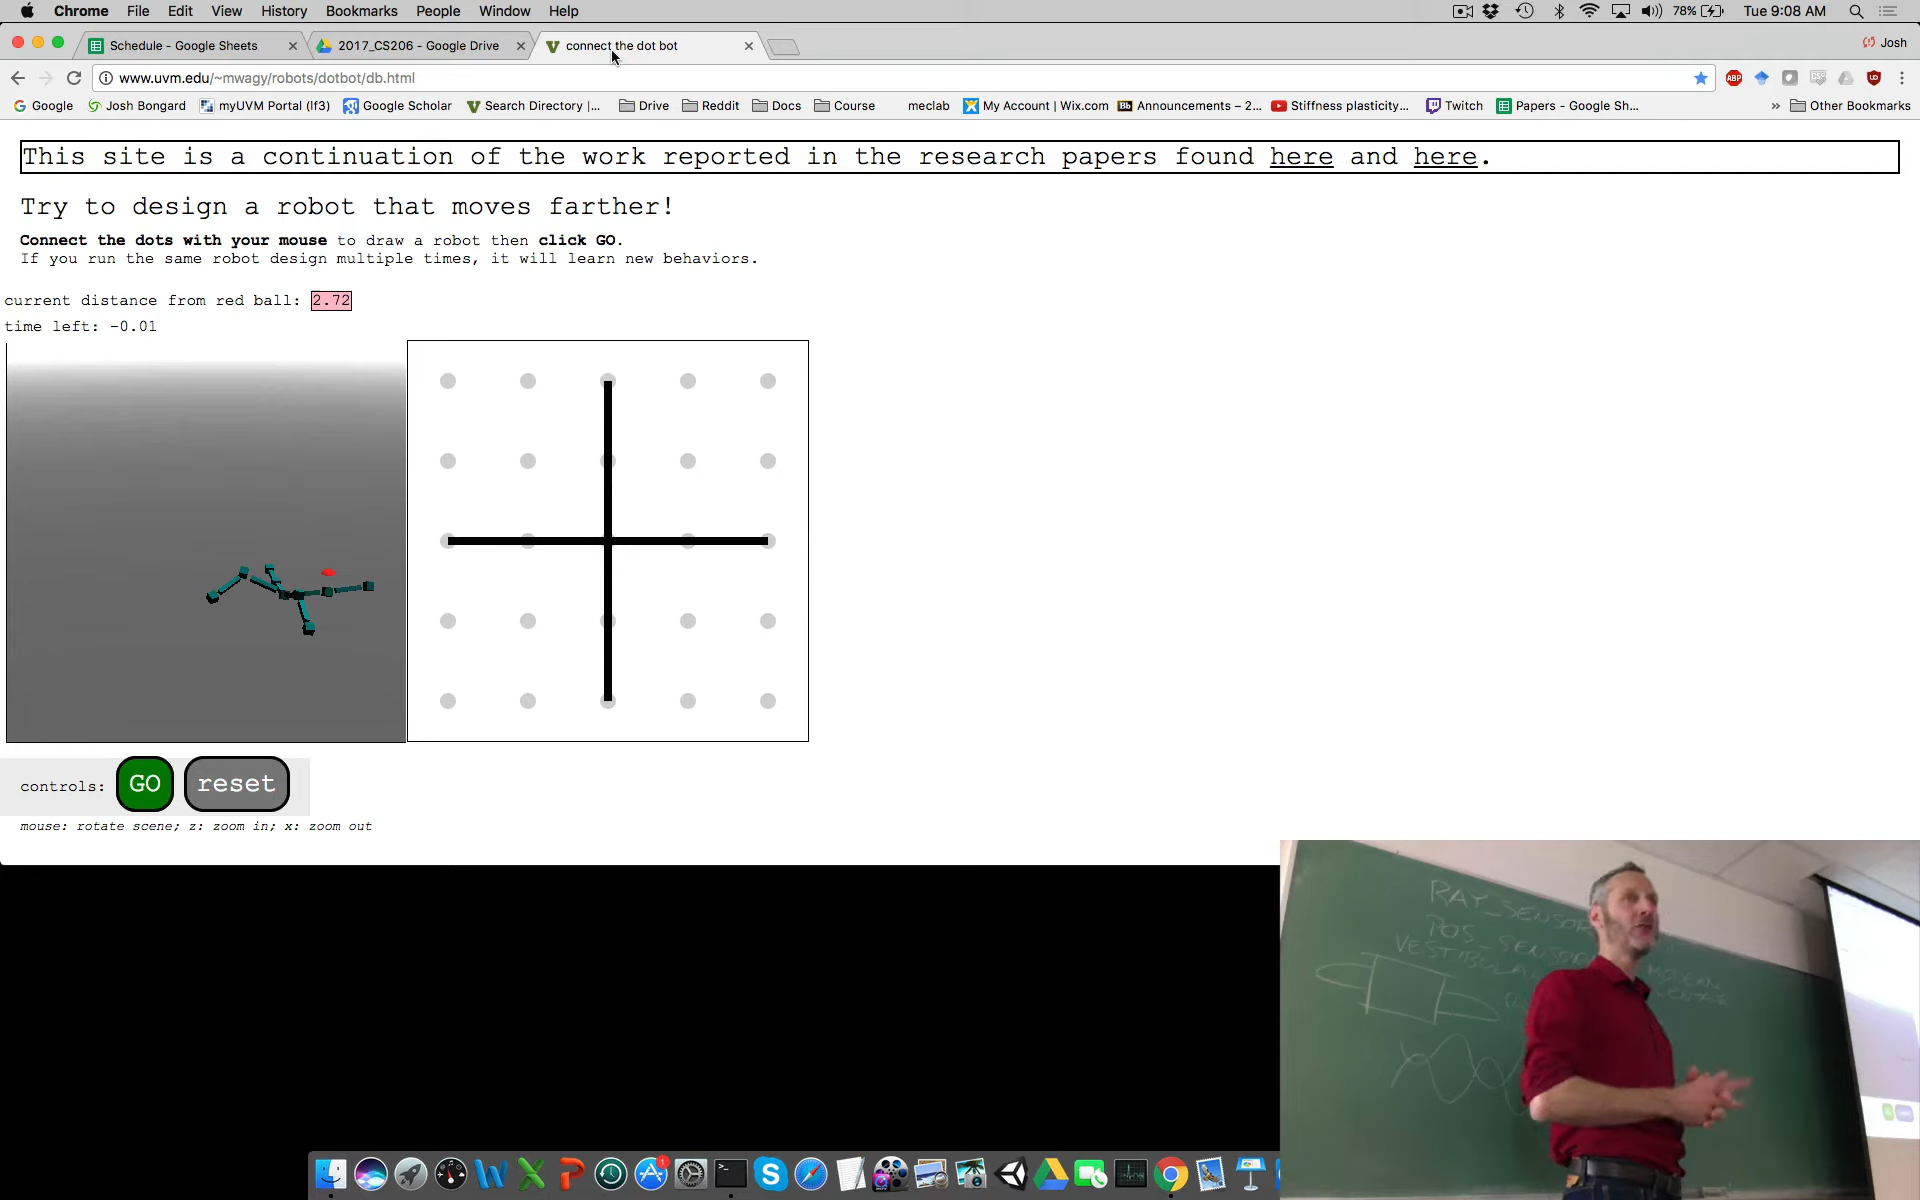 Chrome File Edit View History Bookmarks People Window Help 78% Tue 9:08 AM
Schedule - Google Sheets 2017_CS206 - Google Drive connect the dot bot Josh
www.uvm.edu/~mwagy/robots/dotbot/db.html
Google Josh Bongard myUVM Portal (lf3) Google Scholar Search Directory |... Drive Reddit Docs Course meclab My Account | Wix.com Announcements – 2... Stiffness plasticity... Twitch Papers - Google Sh... » Other Bookmarks
This site is a continuation of the work reported in the research papers found here and here.
Try to design a robot that moves farther!
Connect the dots with your mouse to draw a robot then click GO.
If you run the same robot design multiple times, it will learn new behaviors.
current distance from red ball: 2.72
time left: -0.01
controls: GO reset
mouse: rotate scene; z: zoom in; x: zoom out
RAY_SENSOR
POS_SENSOR